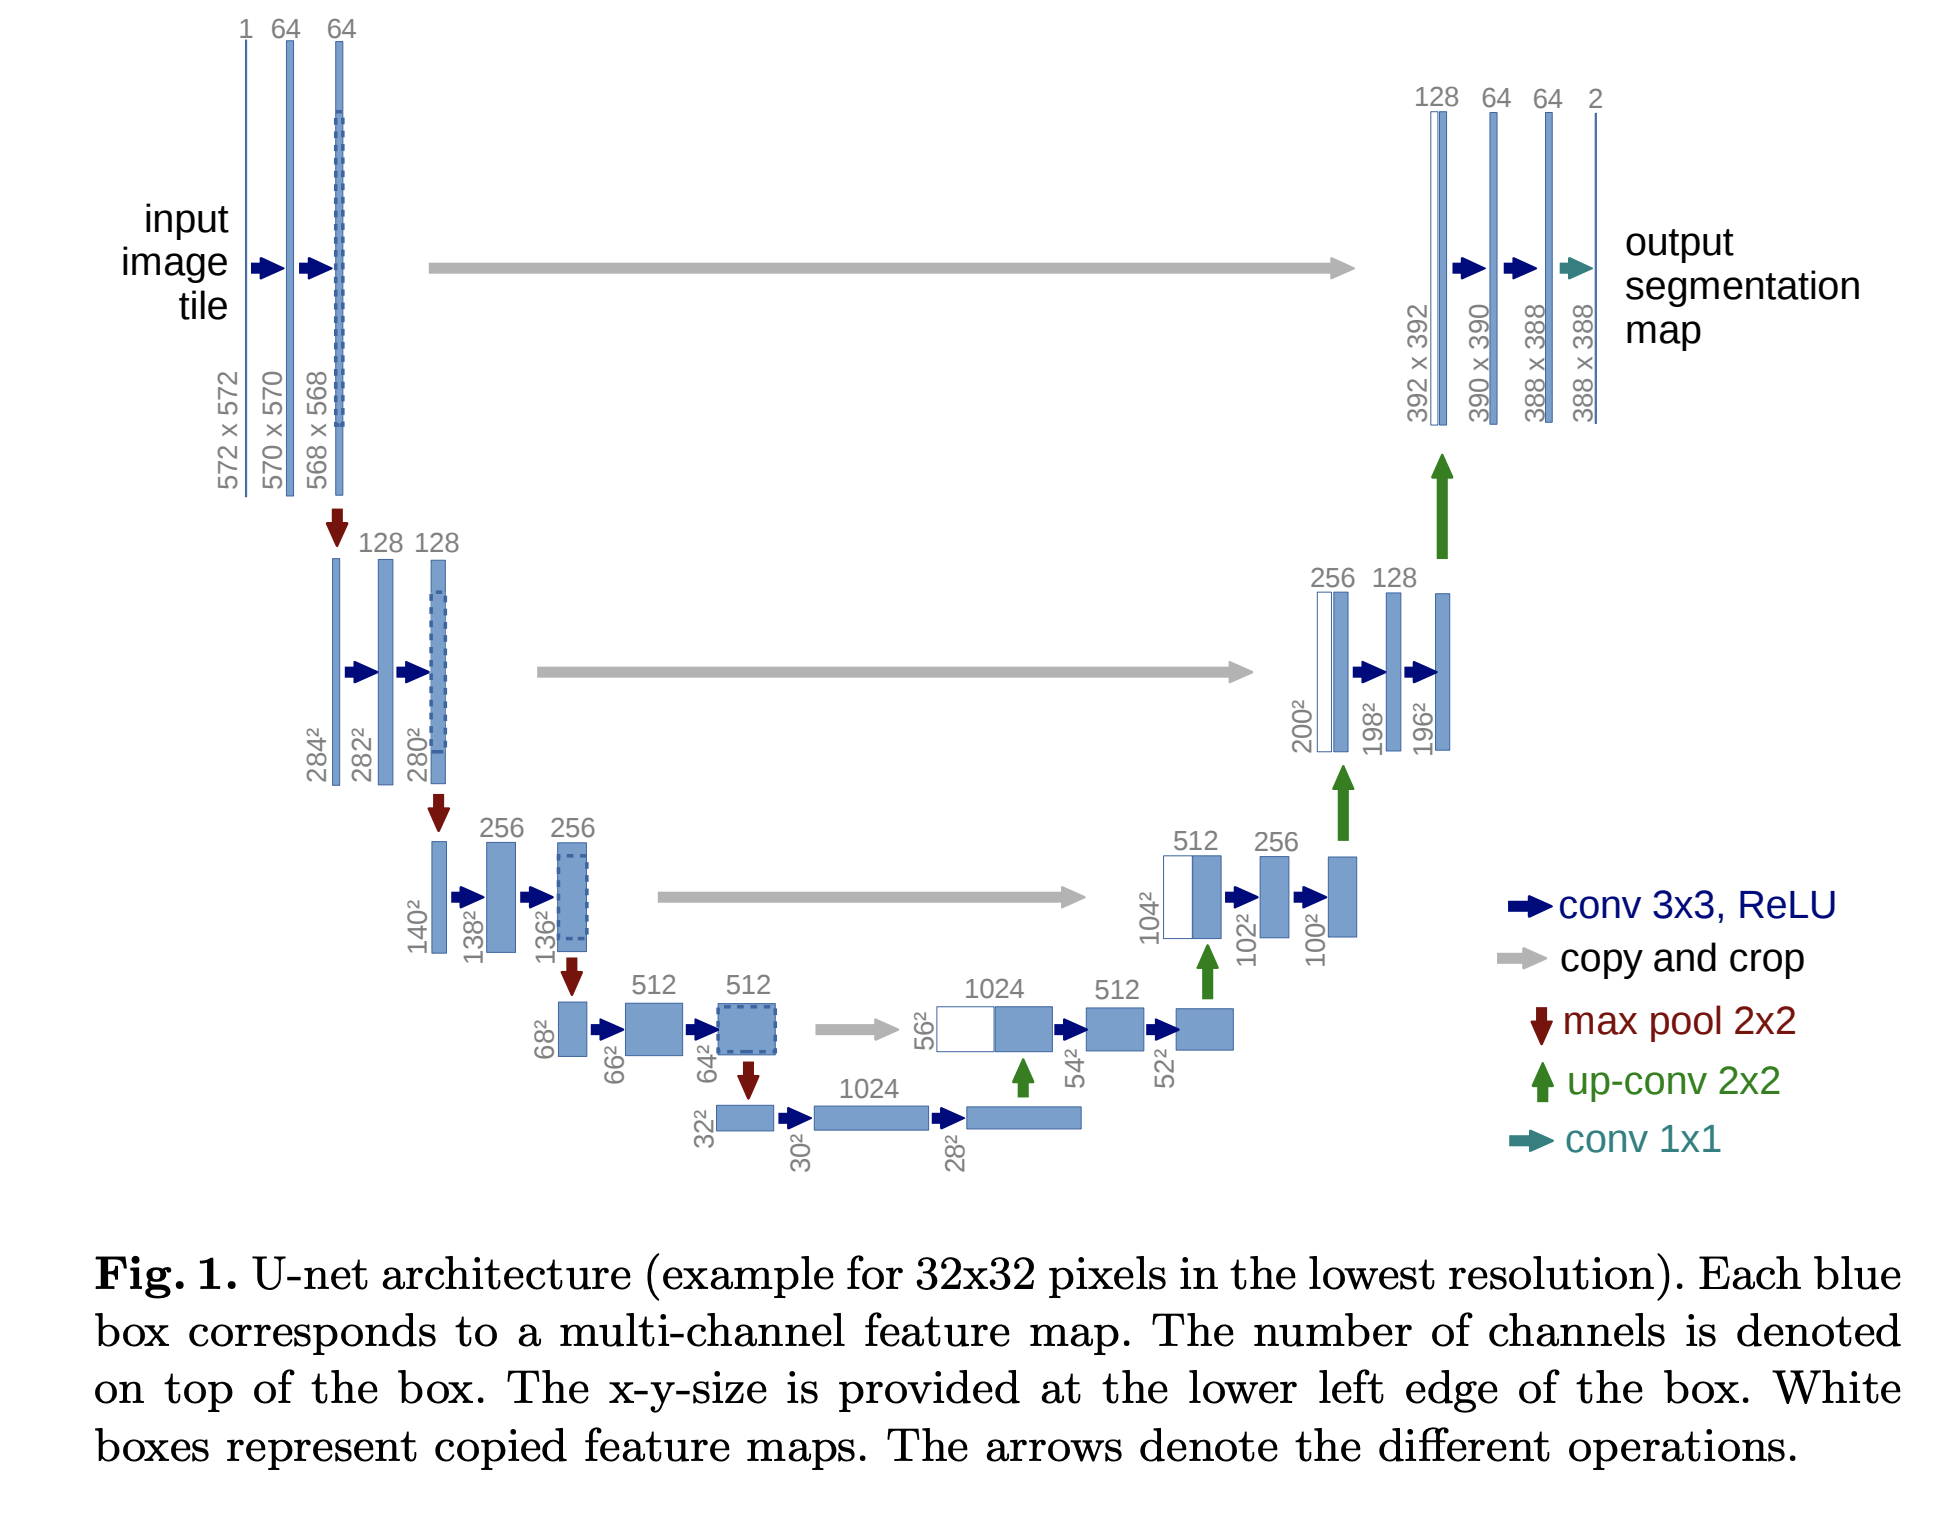 1 64 64
128 64 64 2
input
image
tile
output
segmentation
map
572 x 572
570 x 570
568 x 568
392 x 392
390 x 390
388 x 388
388 x 388
128 128
256 128
284²
282²
280²
200²
198²
196²
256 256
512 256
140²
138²
136²
104²
102²
100²
512 512
1024 512
68²
66²
64²
56²
54²
52²
1024
32²
30²
28²
conv 3x3, ReLU
copy and crop
max pool 2x2
up-conv 2x2
conv 1x1
Fig. 1. U-net architecture (example for 32x32 pixels in the lowest resolution). Each blue
box corresponds to a multi-channel feature map. The number of channels is denoted
on top of the box. The x-y-size is provided at the lower left edge of the box. White
boxes represent copied feature maps. The arrows denote the different operations.